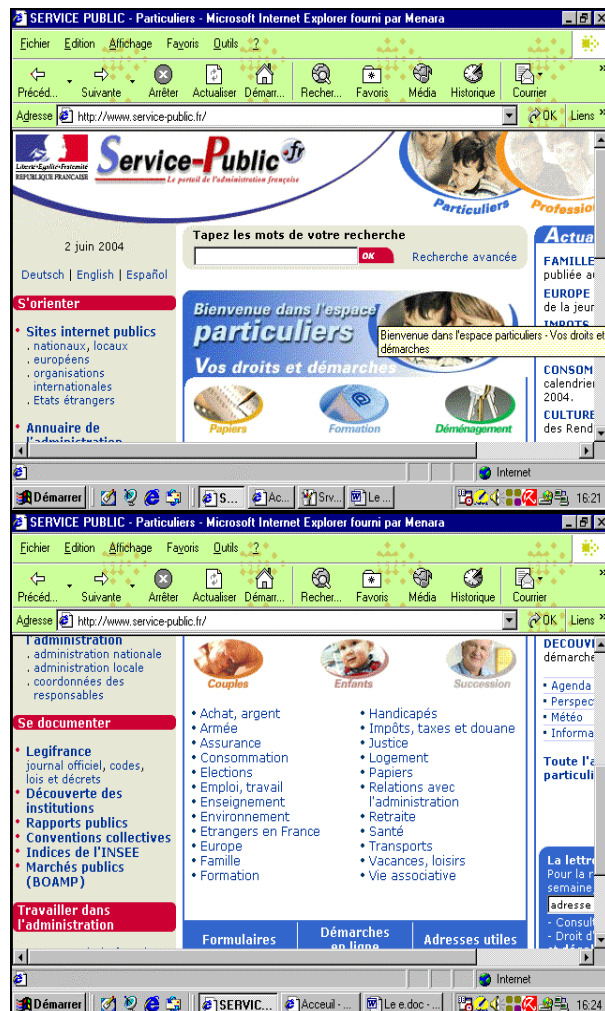 SERVICE PUBLIC - Particuliers - Microsoft Internet Explorer fourni par Menara
Fichier Edition Affichage Favoris Outils ?
Précéd... Suivante Arrêter Actualiser Démarr... Recher... Favoris Média Historique Courrier
Adresse http://www.service-public.fr/ OK Liens »
Liberté • Égalité • Fraternité
RÉPUBLIQUE FRANÇAISE
Service-Public.fr
Le portail de l'administration française
Particuliers
Professio
2 juin 2004
Deutsch | English | Español
Tapez les mots de votre recherche
OK Recherche avancée
S'orienter
• Sites internet publics
. nationaux, locaux
. européens
. organisations
internationales
. Etats étrangers
• Annuaire de
l'administration
Bienvenue dans l'espace
particuliers
Vos droits et démarches
Bienvenue dans l'espace particuliers - Vos droits et
démarches
Papiers Formation Déménagement
Actua
FAMILLE
publiée au
EUROPE
de la jeur
IMPOTS
CONSOM
calendrier
2004.
CULTURE
des Rend
Internet
Démarrer S... Ac... Srv... Le ... 16:21
SERVICE PUBLIC - Particuliers - Microsoft Internet Explorer fourni par Menara
Fichier Edition Affichage Favoris Outils ?
Précéd... Suivante Arrêter Actualiser Démarr... Recher... Favoris Média Historique Courrier
Adresse http://www.service-public.fr/ OK Liens »
l'administration
. administration nationale
. administration locale
. coordonnées des
responsables
Se documenter
• Legifrance
journal officiel, codes,
lois et décrets
• Découverte des
institutions
• Rapports publics
• Conventions collectives
• Indices de l'INSEE
• Marchés publics
(BOAMP)
Travailler dans
l'administration
Couples Enfants Succession
• Achat, argent
• Armée
• Assurance
• Consommation
• Elections
• Emploi, travail
• Enseignement
• Environnement
• Etrangers en France
• Europe
• Famille
• Formation
• Handicapés
• Impôts, taxes et douane
• Justice
• Logement
• Papiers
• Relations avec
l'administration
• Retraite
• Santé
• Transports
• Vacances, loisirs
• Vie associative
Formulaires
Démarches
en ligne
Adresses utiles
DECOUV
démarche
• Agenda
• Perspec
• Météo
• Informa
Toute l'a
particuli
La lettre
Pour la r
semaine
adresse
- Consult
- Droit d'
Internet
Démarrer SERVIC... Acceuil - ... Le e.doc - ... 16:24